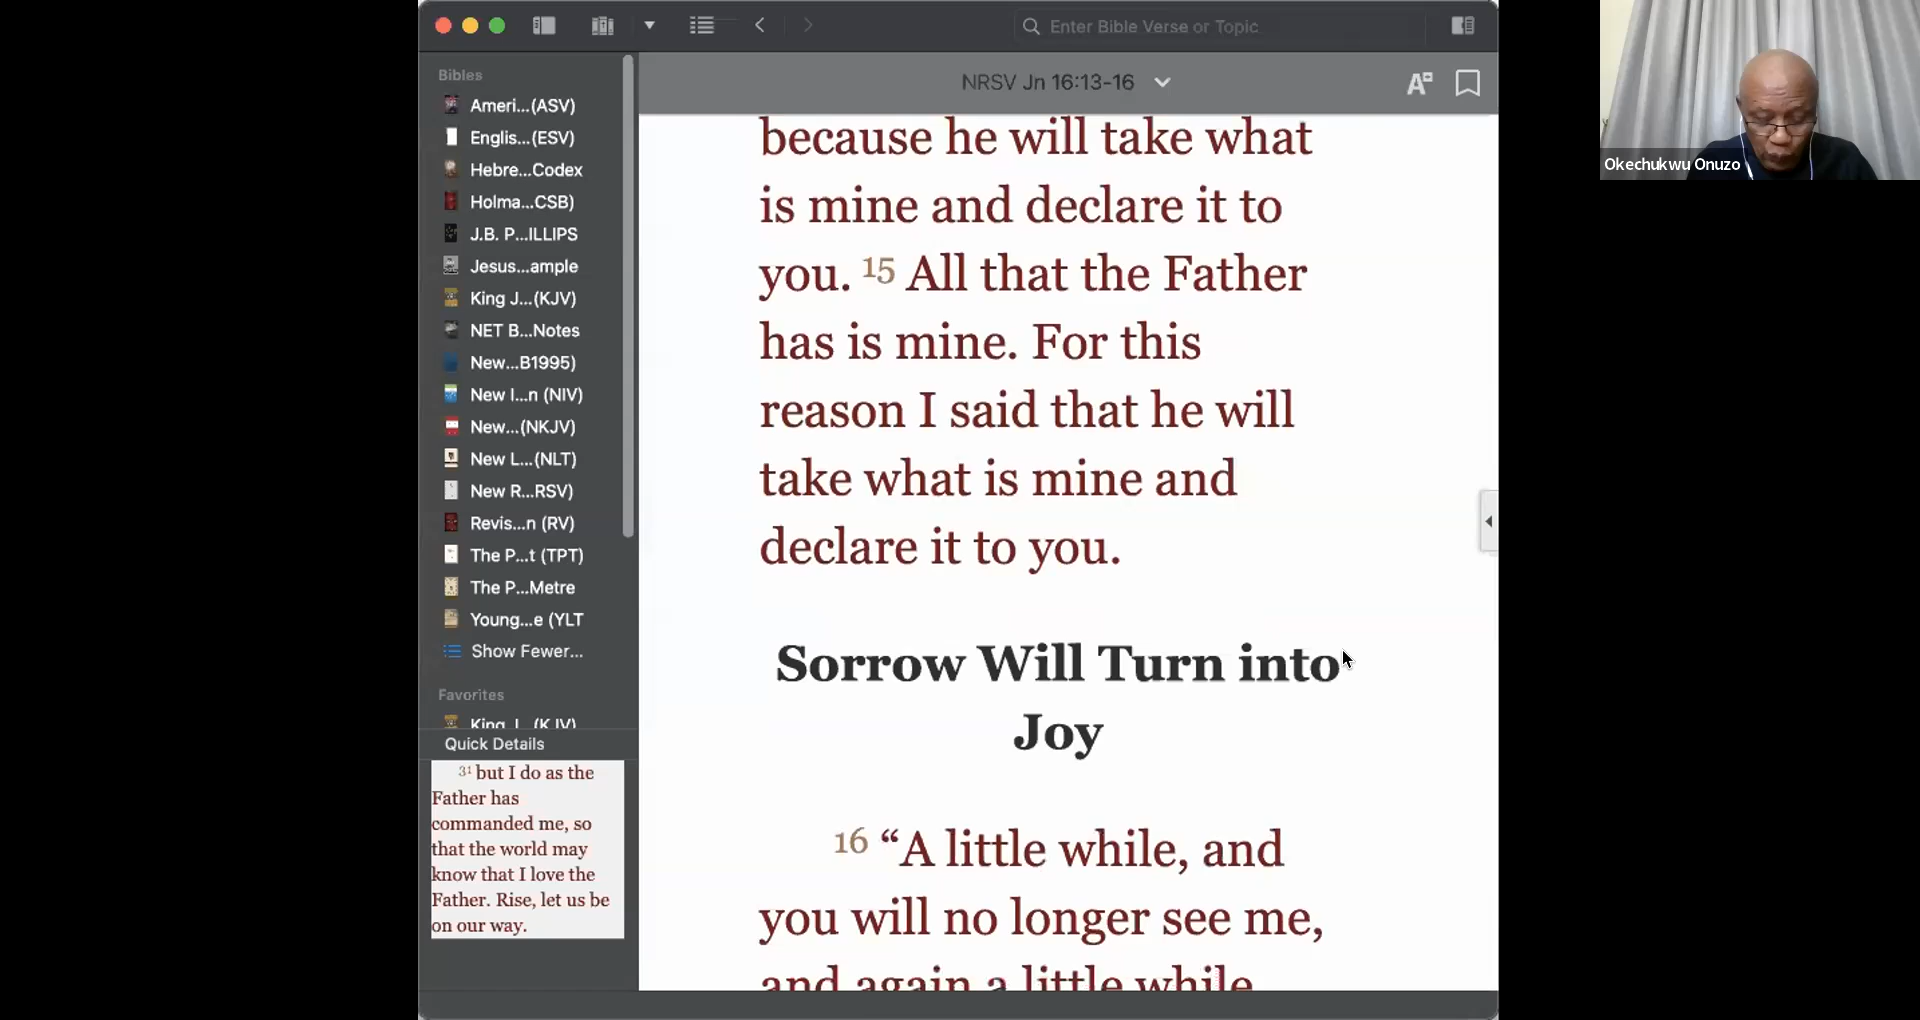 Enter Bible Verse or Topic
Bibles
Ameri...(ASV)
Englis...(ESV)
Hebre...Codex
Holma...CSB)
J.B. P...ILLIPS
Jesus...ample
King J...(KJV)
NET B...Notes
New...B1995)
New I...n (NIV)
New...(NKJV)
New L...(NLT)
New R...RSV)
Revis...n (RV)
The P...t (TPT)
The P...Metre
Young...e (YLT
Show Fewer...
Favorites
King J...(KJV)
Quick Details
31 but I do as the
Father has
commanded me, so
that the world may
know that I love the
Father. Rise, let us be
on our way.
NRSV Jn 16:13-16
because he will take what
is mine and declare it to
you. 15 All that the Father
has is mine. For this
reason I said that he will
take what is mine and
declare it to you.
Sorrow Will Turn into
Joy
16 “A little while, and
you will no longer see me,
and again a little while
Okechukwu Onuzo